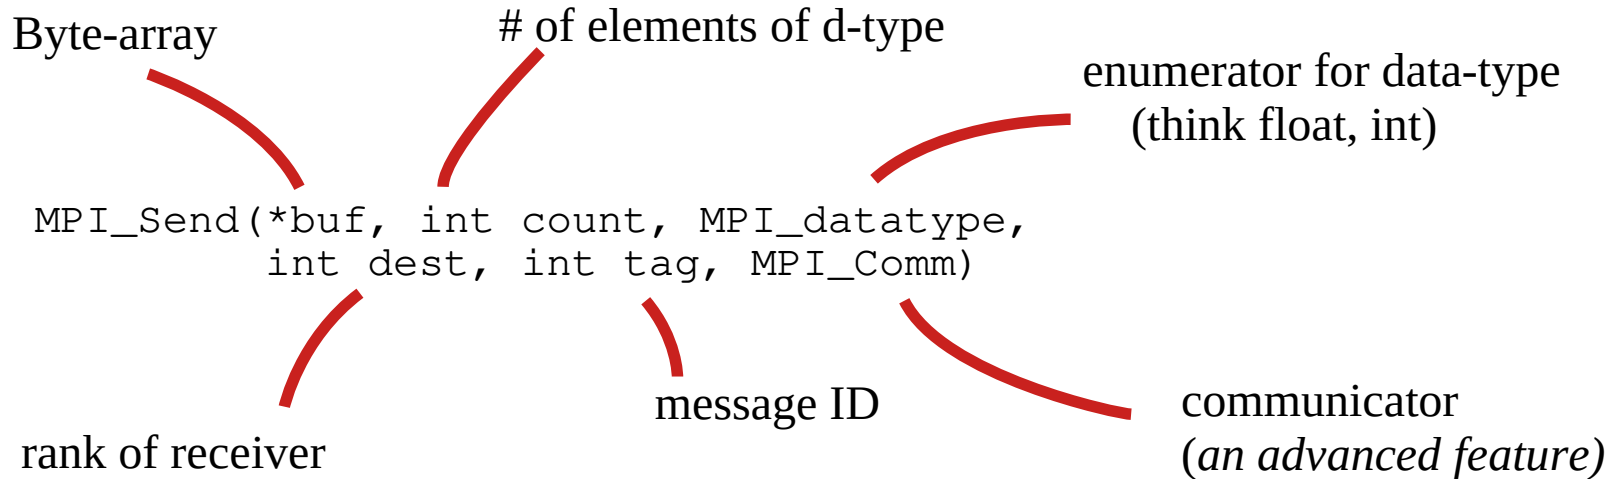 Byte-array
# of elements of d-type
enumerator for data-type
(think float, int)
MPI_Send(*buf, int count, MPI_datatype,
int dest, int tag, MPI_Comm)
message ID
communicator
(an advanced feature)
rank of receiver